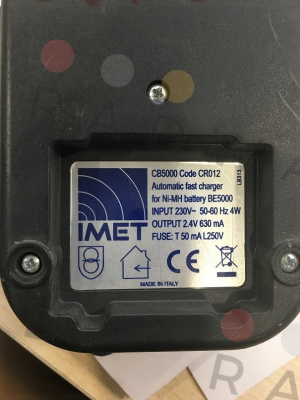 CB5000 Code CR012
Automatic fast charger
for Ni-MH battery BE5000
INPUT 230V~ 50-60 Hz 4W
OUTPUT 2.4V 630 mA
FUSE: T 50 mA L250V
IMET
CE
MADE IN ITALY
LB313